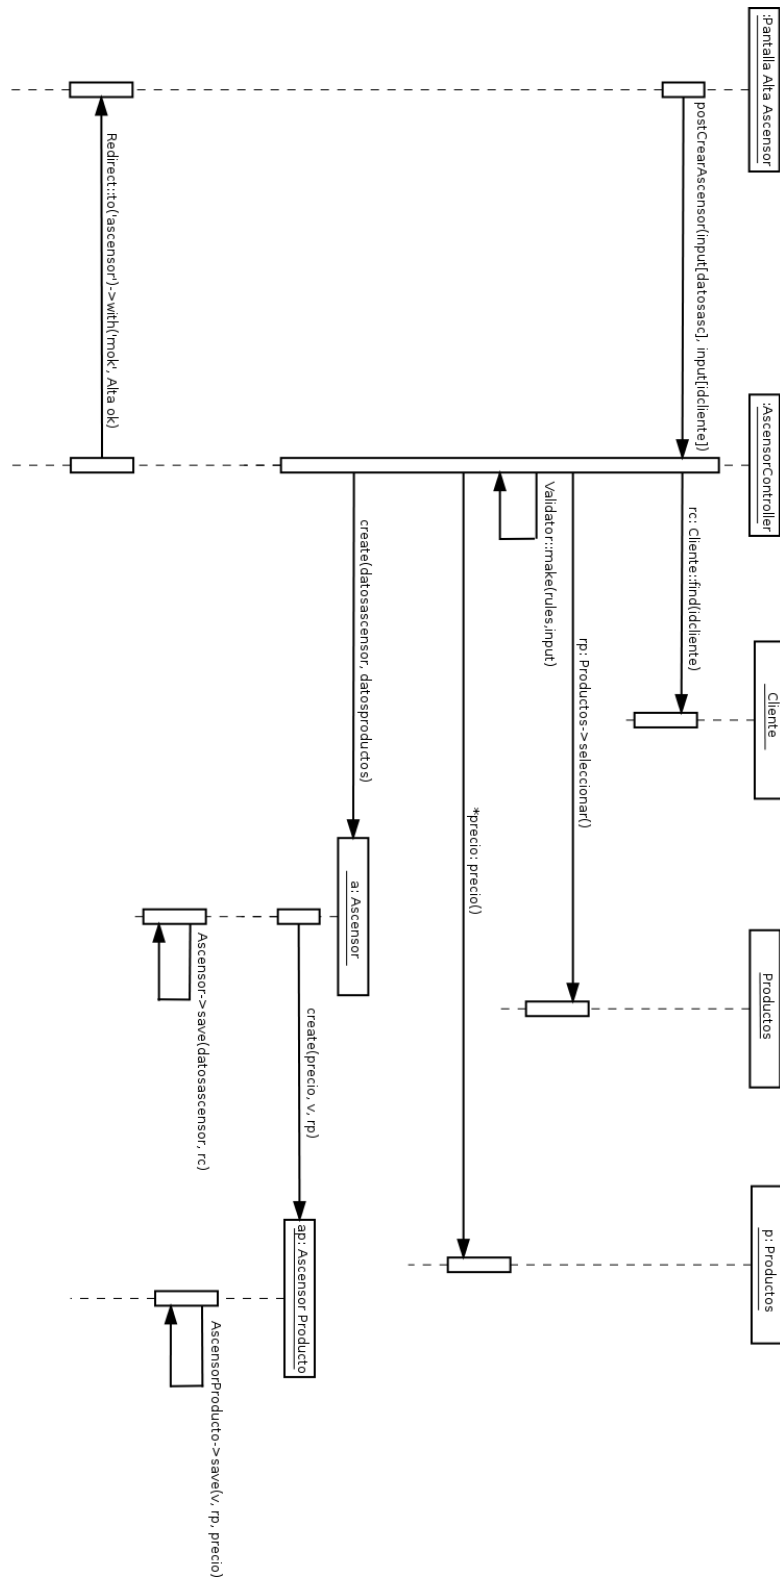 :Pantalla Alta Ascensor
:AscensorController
Cliente
Productos
p: Productos
postCrearAscensor(input[datosasc], input[idcliente])
rc: Cliente::find(idcliente)
rp: Productos->seleccionar()
Validator::make(rules,input)
*precio: precio()
create(datosascensor, datosproductos)
a: Ascensor
create(precio, v, rp)
ap: Ascensor Producto
Ascensor->save(datosascensor, rc)
AscensorProducto->save(v, rp, precio)
Redirect::to('ascensor')->with('mok', Alta ok)